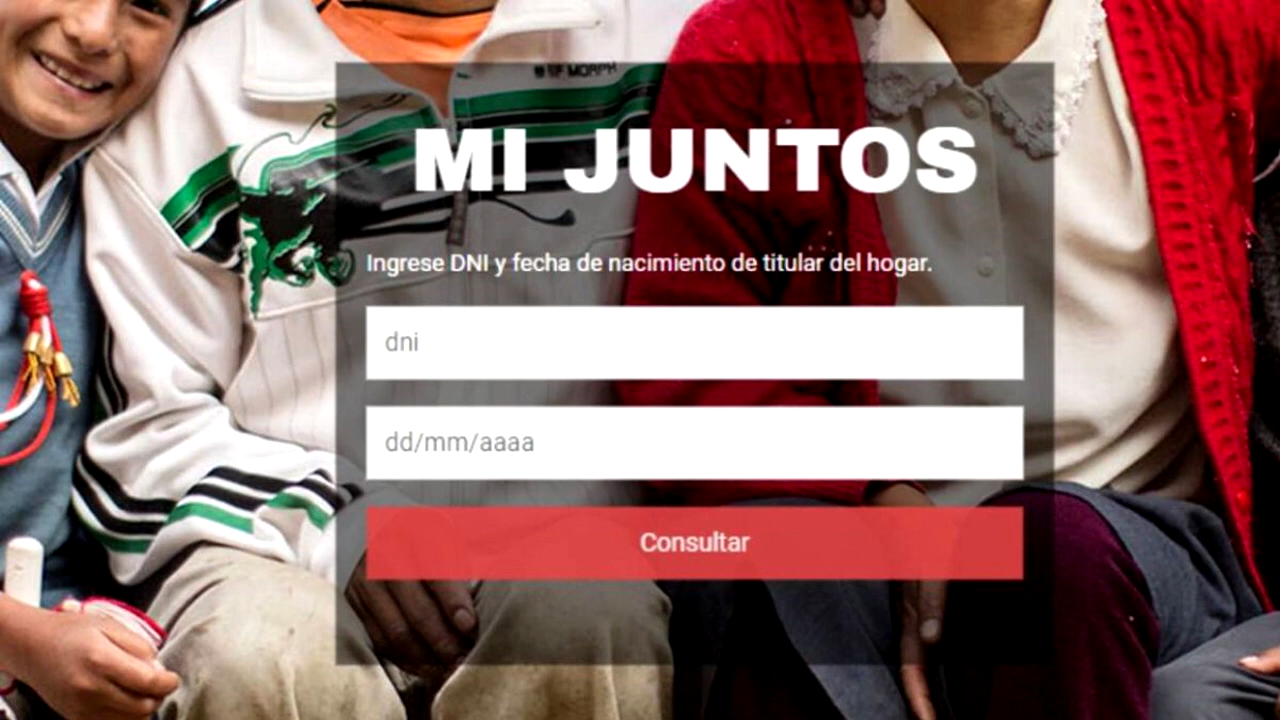 MI JUNTOS
Ingrese DNI y fecha de nacimiento de titular del hogar.
dni
dd/mm/aaaa
Consultar